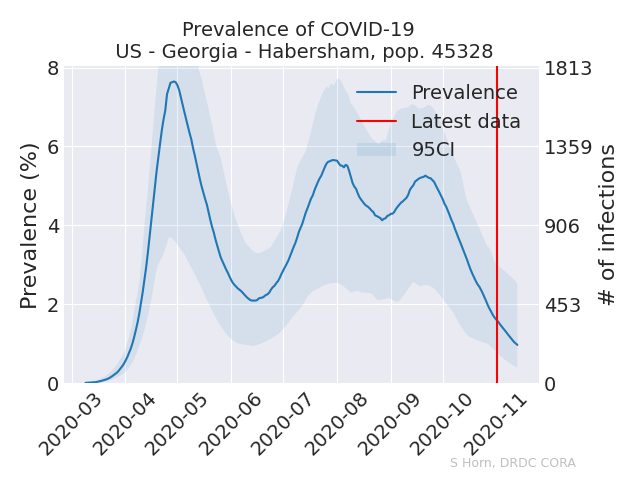 Prevalence of COVID-19
US - Georgia - Habersham, pop. 45328
Prevalence (%)
8
6
4
2
0
1813
1359
906
453
0
# of infections
Prevalence
Latest data
95CI
2020-03
2020-04
2020-05
2020-06
2020-07
2020-08
2020-09
2020-10
2020-11
S Horn, DRDC CORA